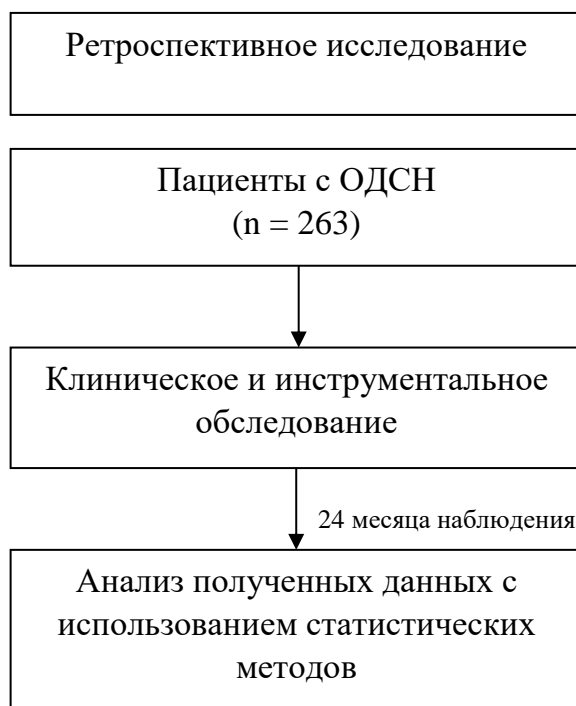 Ретроспективное исследование
Пациенты с ОДСН
(n = 263)
Клиническое и инструментальное
обследование
24 месяца наблюдения
Анализ полученных данных с
использованием статистических
методов